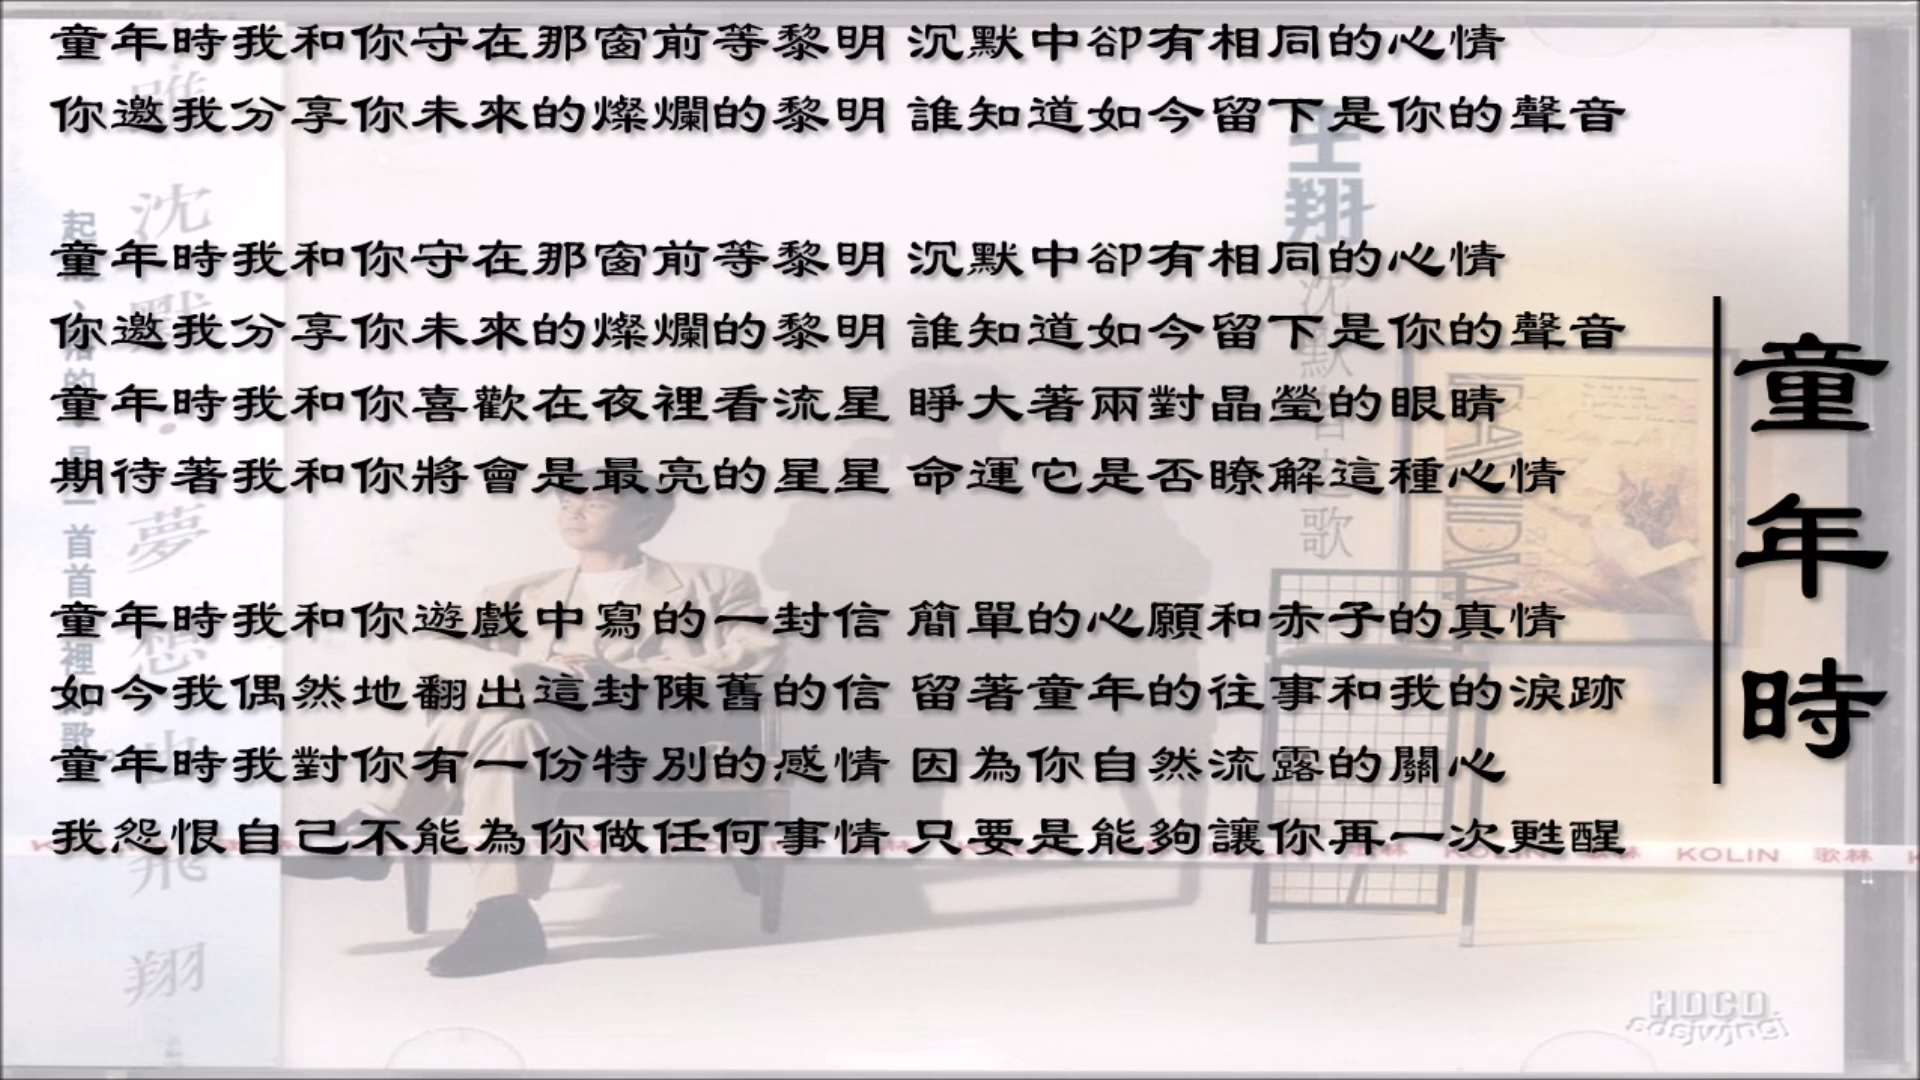 童年時我和你守在那窗前等黎明 沉默中卻有相同的心情
你邀我分享你未來的燦爛的黎明 誰知道如今留下是你的聲音
童年時我和你守在那窗前等黎明 沉默中卻有相同的心情
你邀我分享你未來的燦爛的黎明 誰知道如今留下是你的聲音
童年時我和你喜歡在夜裡看流星 睜大著兩對晶瑩的眼睛
期待著我和你將會是最亮的星星 命運它是否瞭解這種心情
童年時我和你遊戲中寫的一封信 簡單的心願和赤子的真情
如今我偶然地翻出這封陳舊的信 留著童年的往事和我的淚跡
童年時我對你有一份特別的感情 因為你自然流露的關心
我怨恨自己不能為你做任何事情 只要是能夠讓你再一次甦醒
童年時
王翔
KOLIN 歌林
HDCD